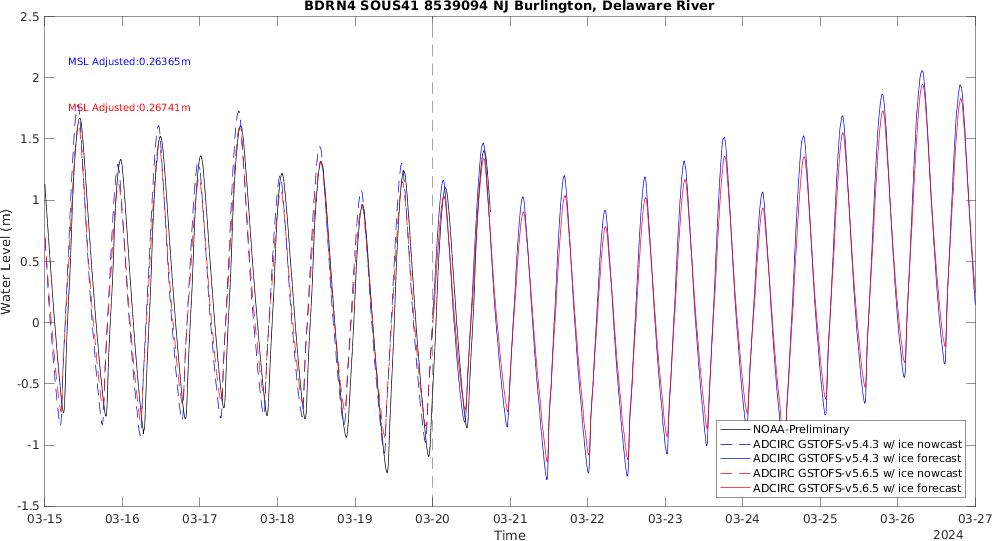 BDRN4 SOUS41 8539094 NJ Burlington, Delaware River
2.5
MSL Adjusted:0.26365m
2
MSL Adjusted:0.26741m
1.5
1
0.5
0
-0.5
-1
-1.5
Water Level (m)
NOAA-Preliminary
ADCIRC GSTOFS-v5.4.3 w/ ice nowcast
ADCIRC GSTOFS-v5.4.3 w/ ice forecast
ADCIRC GSTOFS-v5.6.5 w/ ice nowcast
ADCIRC GSTOFS-v5.6.5 w/ ice forecast
03-15 03-16 03-17 03-18 03-19 03-20 03-21 03-22 03-23 03-24 03-25 03-26 03-27
Time
2024